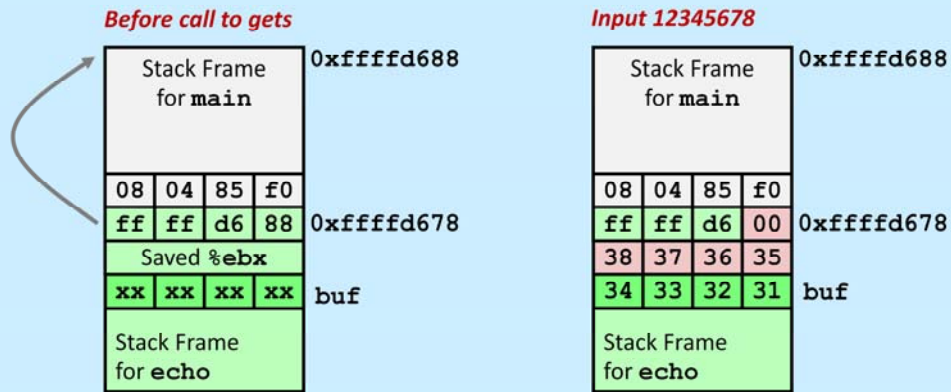 Before call to gets
Stack Frame
for main
0xffffd688
08 04 85 f0
ff ff d6 88
0xffffd678
Saved %ebx
xx xx xx xx
buf
Stack Frame
for echo
Input 12345678
Stack Frame
for main
0xffffd688
08 04 85 f0
ff ff d6 00
0xffffd678
38 37 36 35
34 33 32 31
buf
Stack Frame
for echo